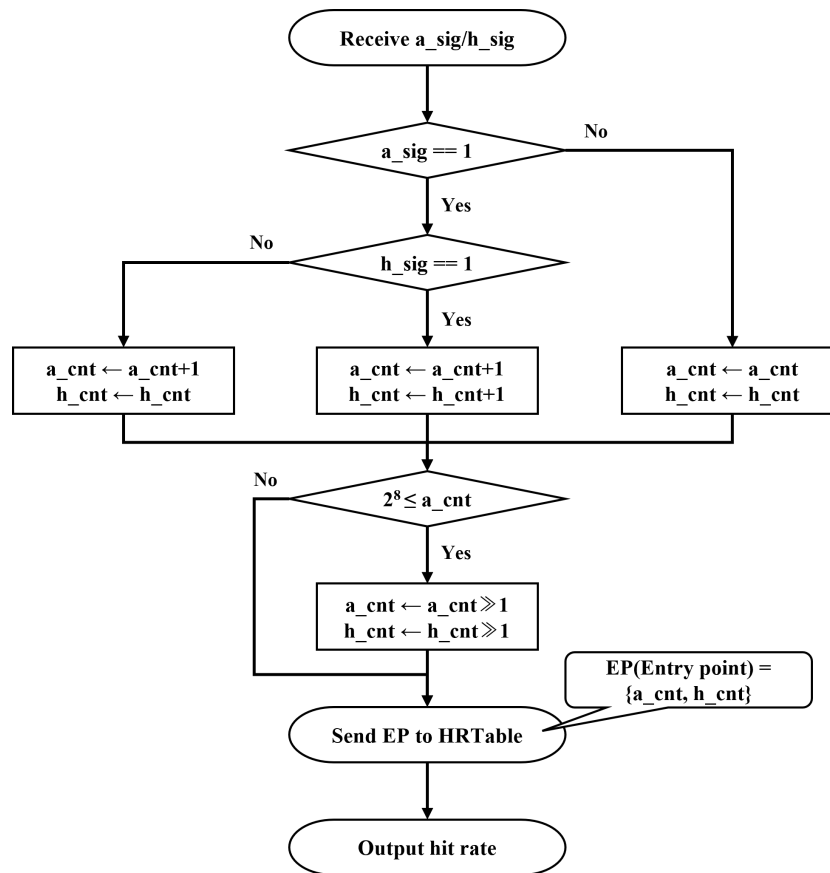 Receive a_sig/h_sig
a_sig == 1
No
Yes
h_sig == 1
No
Yes
a_cnt ← a_cnt+1
h_cnt ← h_cnt
a_cnt ← a_cnt+1
h_cnt ← h_cnt+1
a_cnt ← a_cnt
h_cnt ← h_cnt
2⁸ ≤ a_cnt
No
Yes
a_cnt ← a_cnt≫1
h_cnt ← h_cnt≫1
EP(Entry point) =
{a_cnt, h_cnt}
Send EP to HRTable
Output hit rate